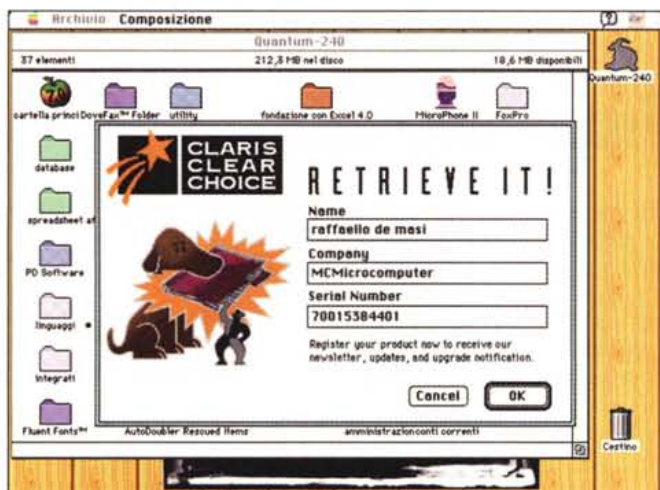 Archivio Composizione
Quantum-240
37 elementi 212,3 MB nel disco 18,6 MB disponibili
Quantum-240
cartella princi DoveFax™ Folder utility fondazione con Excel 4.0 MicroPhone II FoxPro
CLARIS
CLEAR
CHOICE
RETRIEVE IT!
database
Name
raffaello de masi
spreadsheet at
Company
MCMicrocomputer
PD Software
Serial Number
70015384401
linguaggi
Register your product now to receive our
newsletter, updates, and upgrade notification.
integrati
Cancel OK
Fluent Fonts™ AutoDoubler Rescued Items amministrazion conti correnti
Cestino